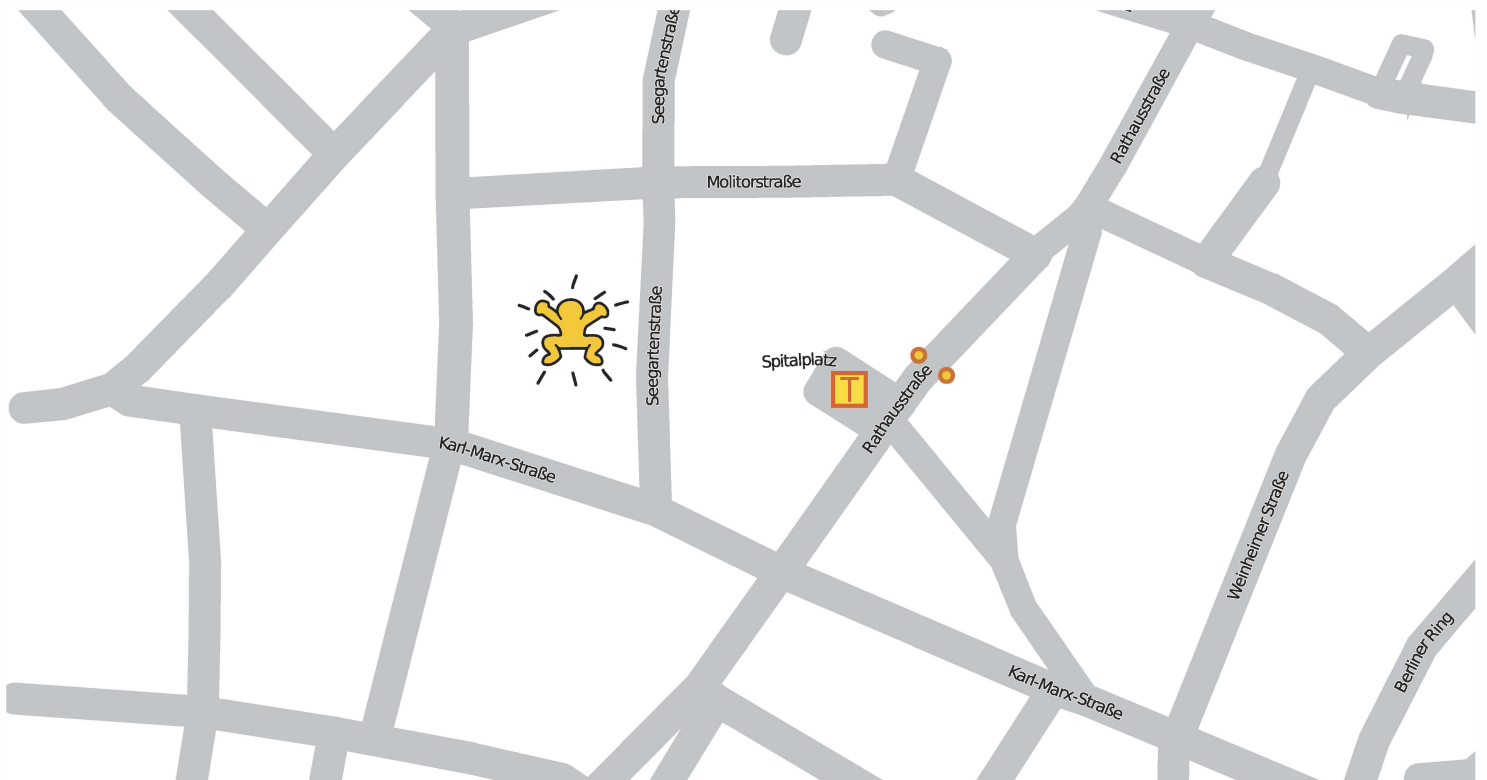 Seegartenstraße
Rathausstraße
Molitorstraße
Seegartenstraße
Spitalplatz
T
Rathausstraße
Karl-Marx-Straße
Weinheimer Straße
Berliner Ring
Karl-Marx-Straße